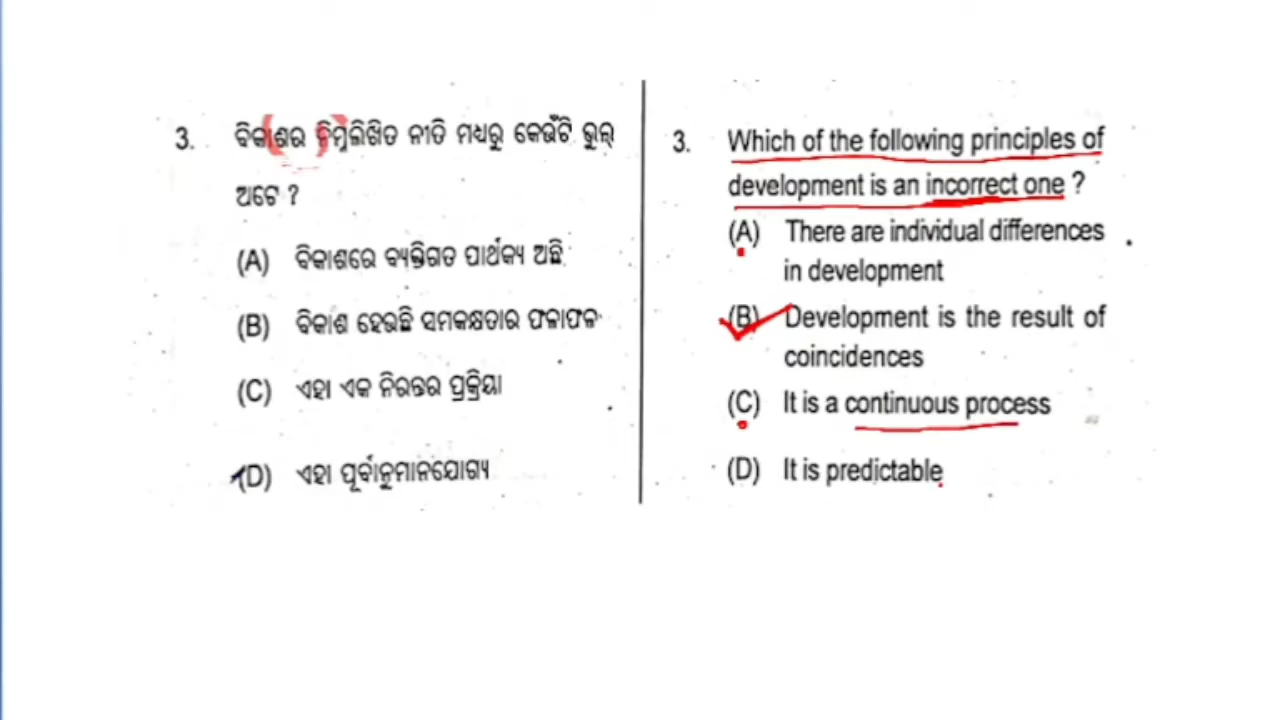 3. ବିକାଶର ନିମ୍ନଲିଖିତ ନୀତି ମଧ୍ୟରୁ କେଉଁଟି ଭୁଲ୍
ଅଟେ ?
(A) ବିକାଶରେ ବ୍ୟକ୍ତିଗତ ପାର୍ଥକ୍ୟ ଅଛି
(B) ବିକାଶ ହେଉଛି ସମକକ୍ଷତାର ଫଳାଫଳ
(C) ଏହା ଏକ ନିରନ୍ତର ପ୍ରକ୍ରିୟା
(D) ଏହା ପୂର୍ବାନୁମାନଯୋଗ୍ୟ
3. Which of the following principles of
development is an incorrect one ?
(A) There are individual differences
in development
(B) Development is the result of
coincidences
(C) It is a continuous process
(D) It is predictable